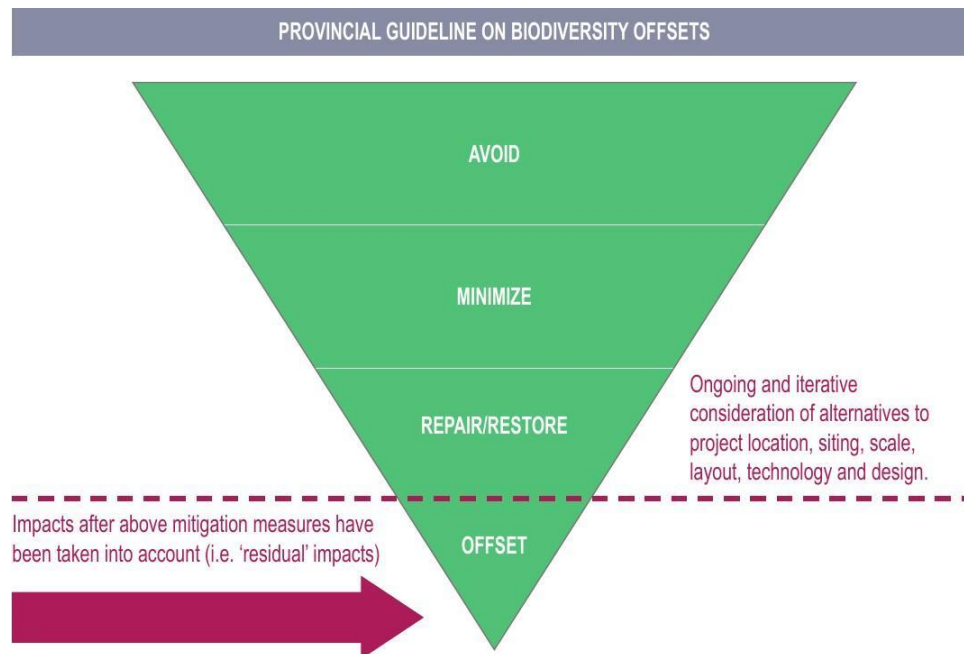 PROVINCIAL GUIDELINE ON BIODIVERSITY OFFSETS
AVOID
MINIMIZE
REPAIR/RESTORE
Ongoing and iterative
consideration of alternatives to
project location, siting, scale,
layout, technology and design.
Impacts after above mitigation measures have
been taken into account (i.e. ‘residual’ impacts)
OFFSET